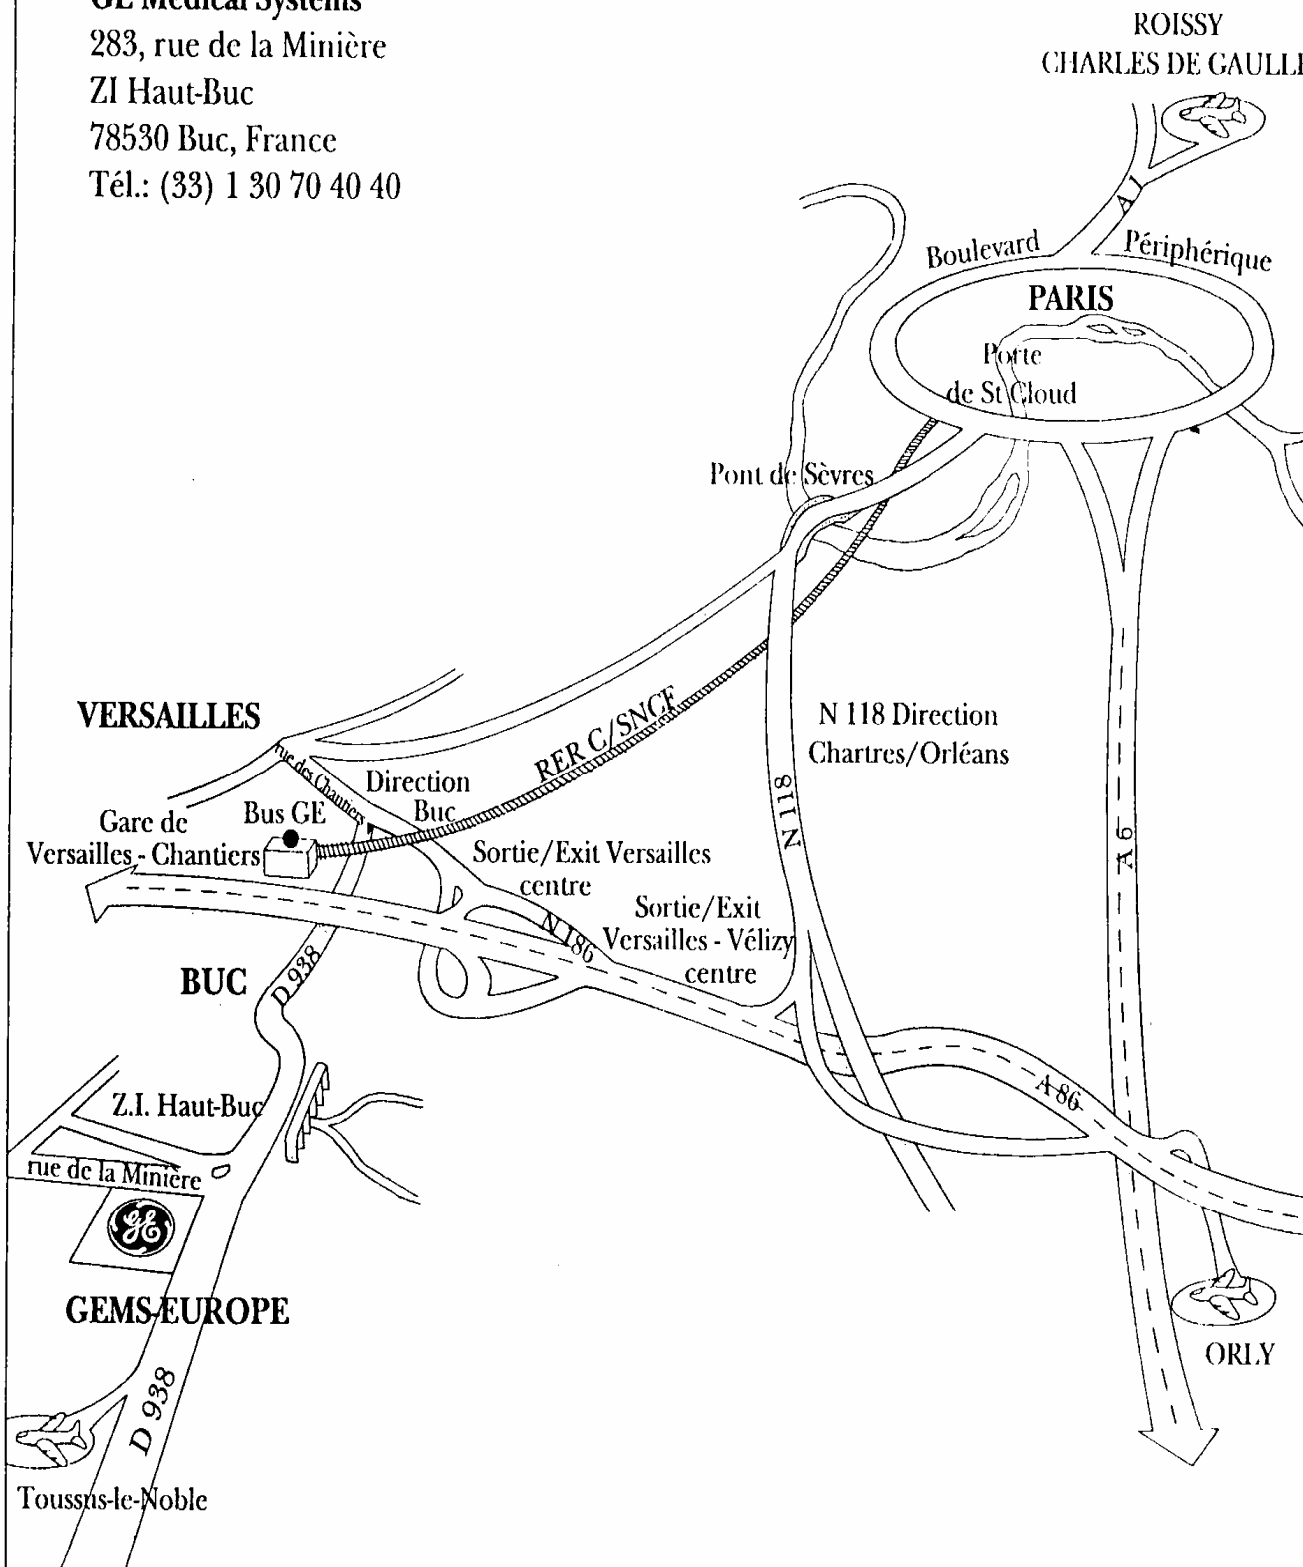 GE Medical Systems
283, rue de la Minière
ZI Haut-Buc
78530 Buc, France
Tél.: (33) 1 30 70 40 40
ROISSY
CHARLES DE GAULLE
A 1
Boulevard Périphérique
PARIS
Porte
de St Cloud
Pont de Sèvres
RER C/SNCF
VERSAILLES
rue des Chantiers
Direction
Buc
Bus GE
Gare de
Versailles - Chantiers
N 118 Direction
Chartres/Orléans
N 118
A 6
Sortie/Exit Versailles
centre
Sortie/Exit
Versailles - Vélizy
centre
N 186
BUC
D 938
A 86
Z.I. Haut-Buc
rue de la Minière
GE
GEMS-EUROPE
ORLY
D 938
Toussus-le-Noble